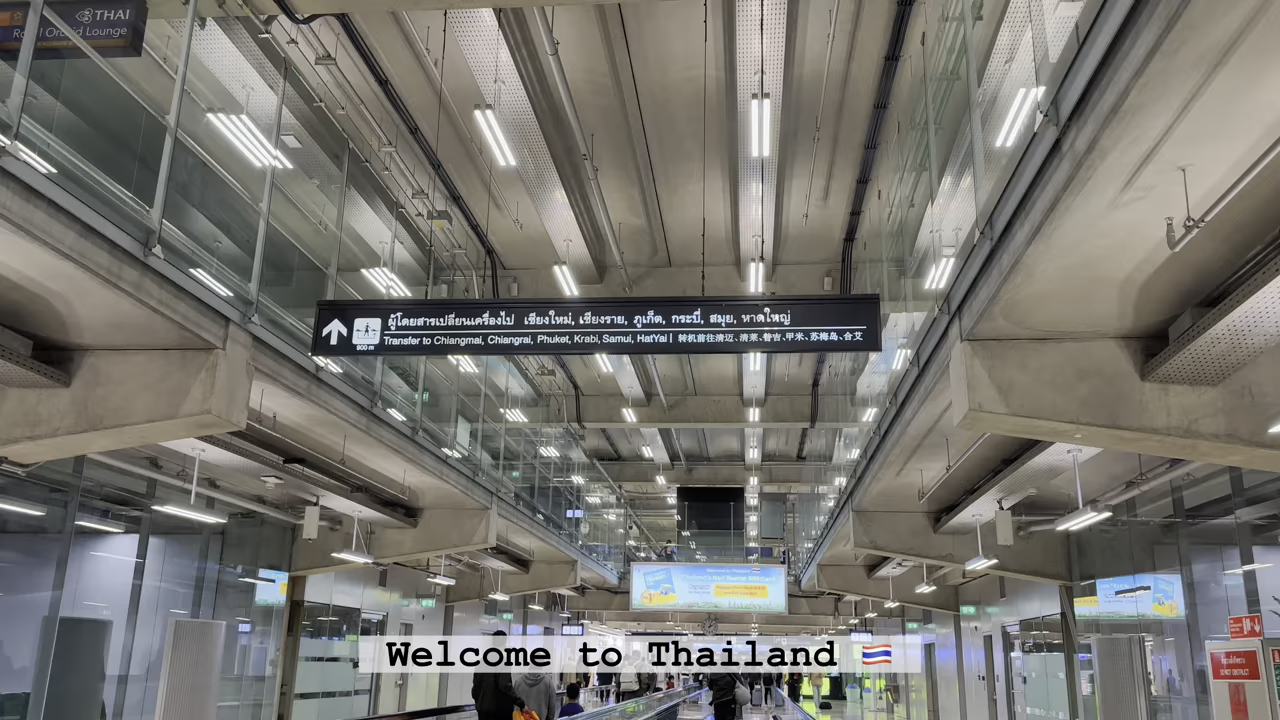 THAI
Royal Orchid Lounge
ผู้โดยสารเปลี่ยนเครื่องไป เชียงใหม่, เชียงราย, ภูเก็ต, กระบี่, สมุย, หาดใหญ่
Transfer to Chiangmai, Chiangrai, Phuket, Krabi, Samui, HatYai | 转机前往清迈、清莱、普吉、甲米、苏梅岛、合艾
900 m
Welcome to Thailand 🇹🇭